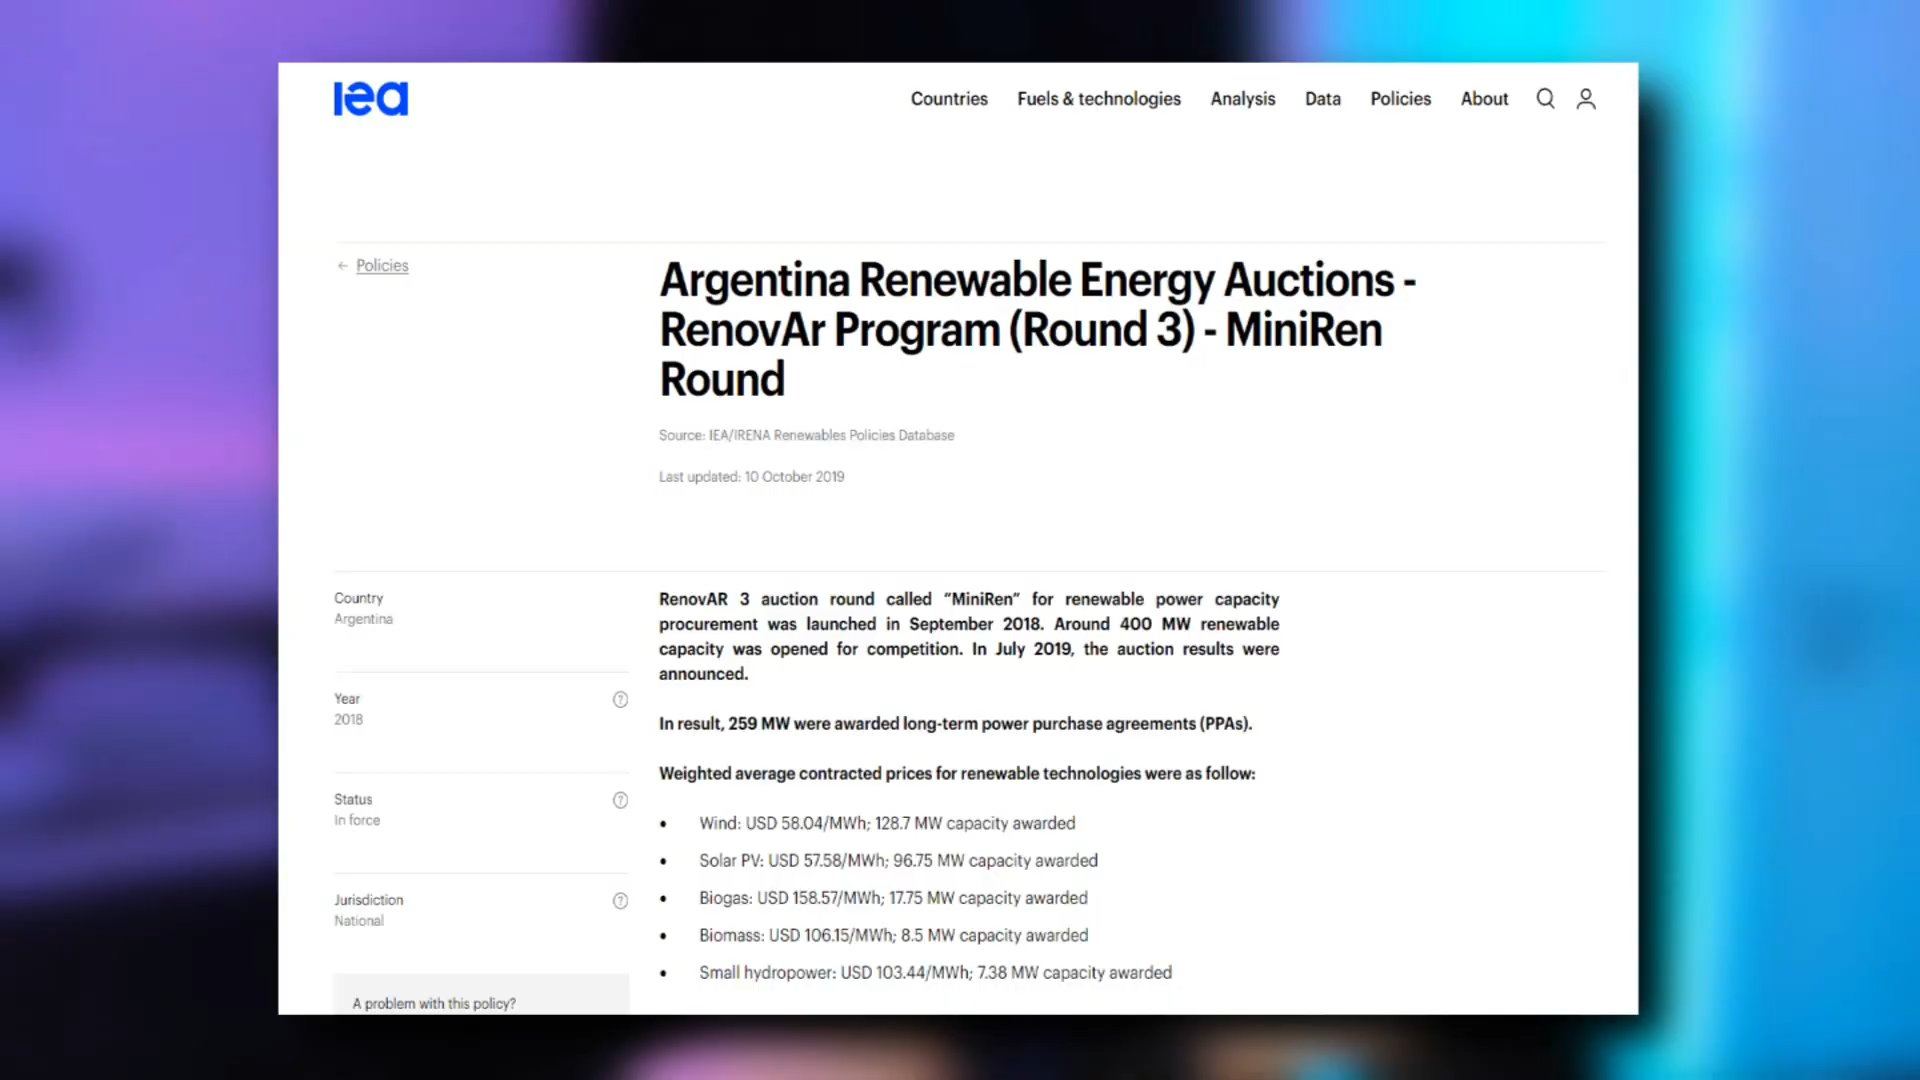 iea
Countries Fuels & technologies Analysis Data Policies About
← Policies
Argentina Renewable Energy Auctions -
RenovAr Program (Round 3) - MiniRen
Round
Source: IEA/IRENA Renewables Policies Database
Last updated: 10 October 2019
Country
Argentina
Year
2018
Status
In force
Jurisdiction
National
A problem with this policy?
RenovAR 3 auction round called “MiniRen” for renewable power capacity
procurement was launched in September 2018. Around 400 MW renewable
capacity was opened for competition. In July 2019, the auction results were
announced.
In result, 259 MW were awarded long-term power purchase agreements (PPAs).
Weighted average contracted prices for renewable technologies were as follow:
• Wind: USD 58.04/MWh; 128.7 MW capacity awarded
• Solar PV: USD 57.58/MWh; 96.75 MW capacity awarded
• Biogas: USD 158.57/MWh; 17.75 MW capacity awarded
• Biomass: USD 106.15/MWh; 8.5 MW capacity awarded
• Small hydropower: USD 103.44/MWh; 7.38 MW capacity awarded